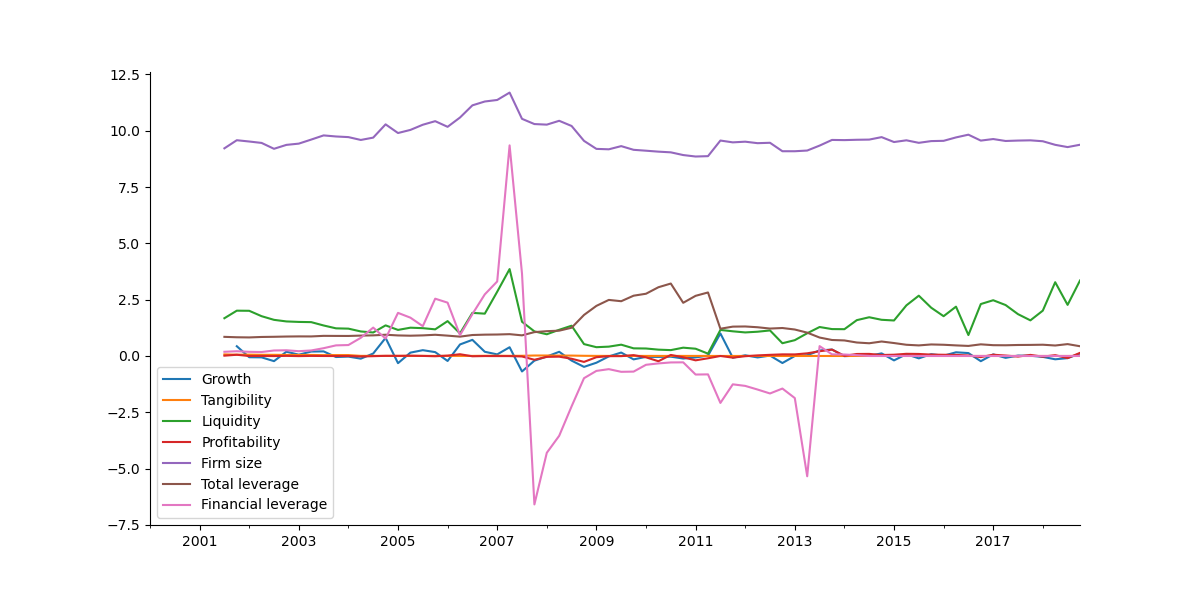 12.5
10.0
7.5
5.0
2.5
0.0
−2.5
−5.0
−7.5
Growth
Tangibility
Liquidity
Profitability
Firm size
Total leverage
Financial leverage
2001 2003 2005 2007 2009 2011 2013 2015 2017